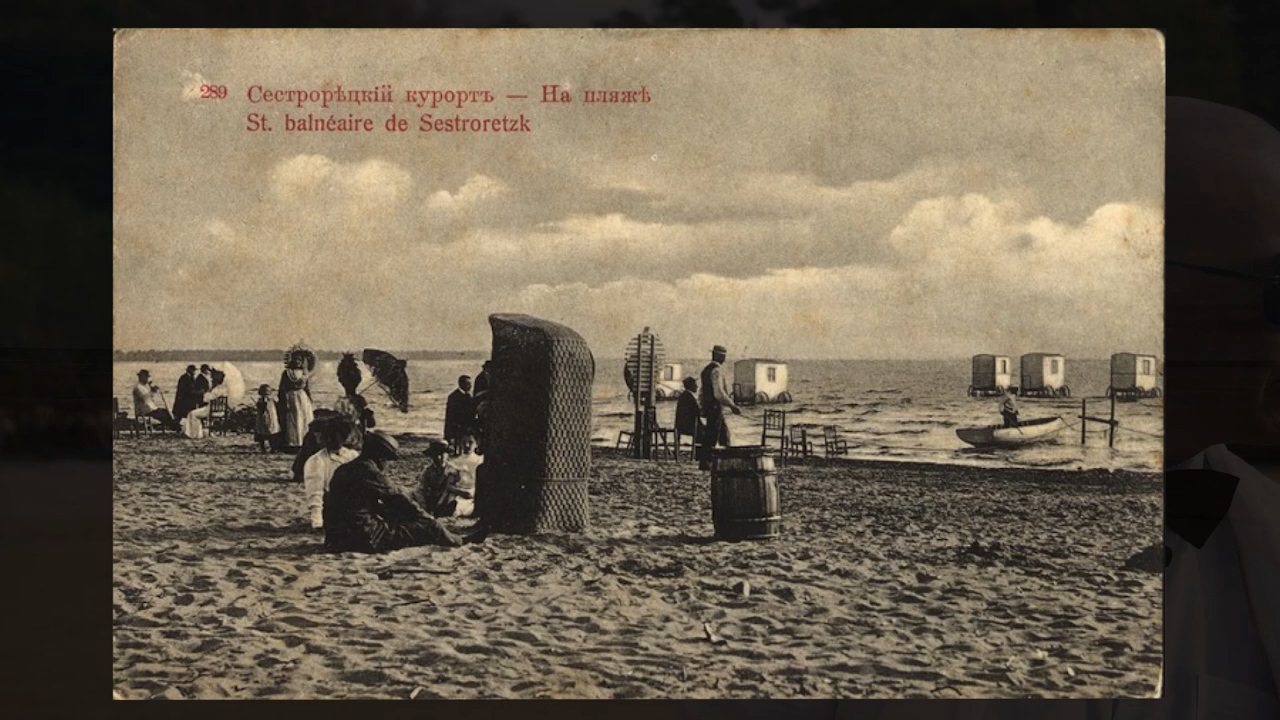 289 Сестрорѣцкій курортъ — На пляжѣ
St. balnéaire de Sestroretzk